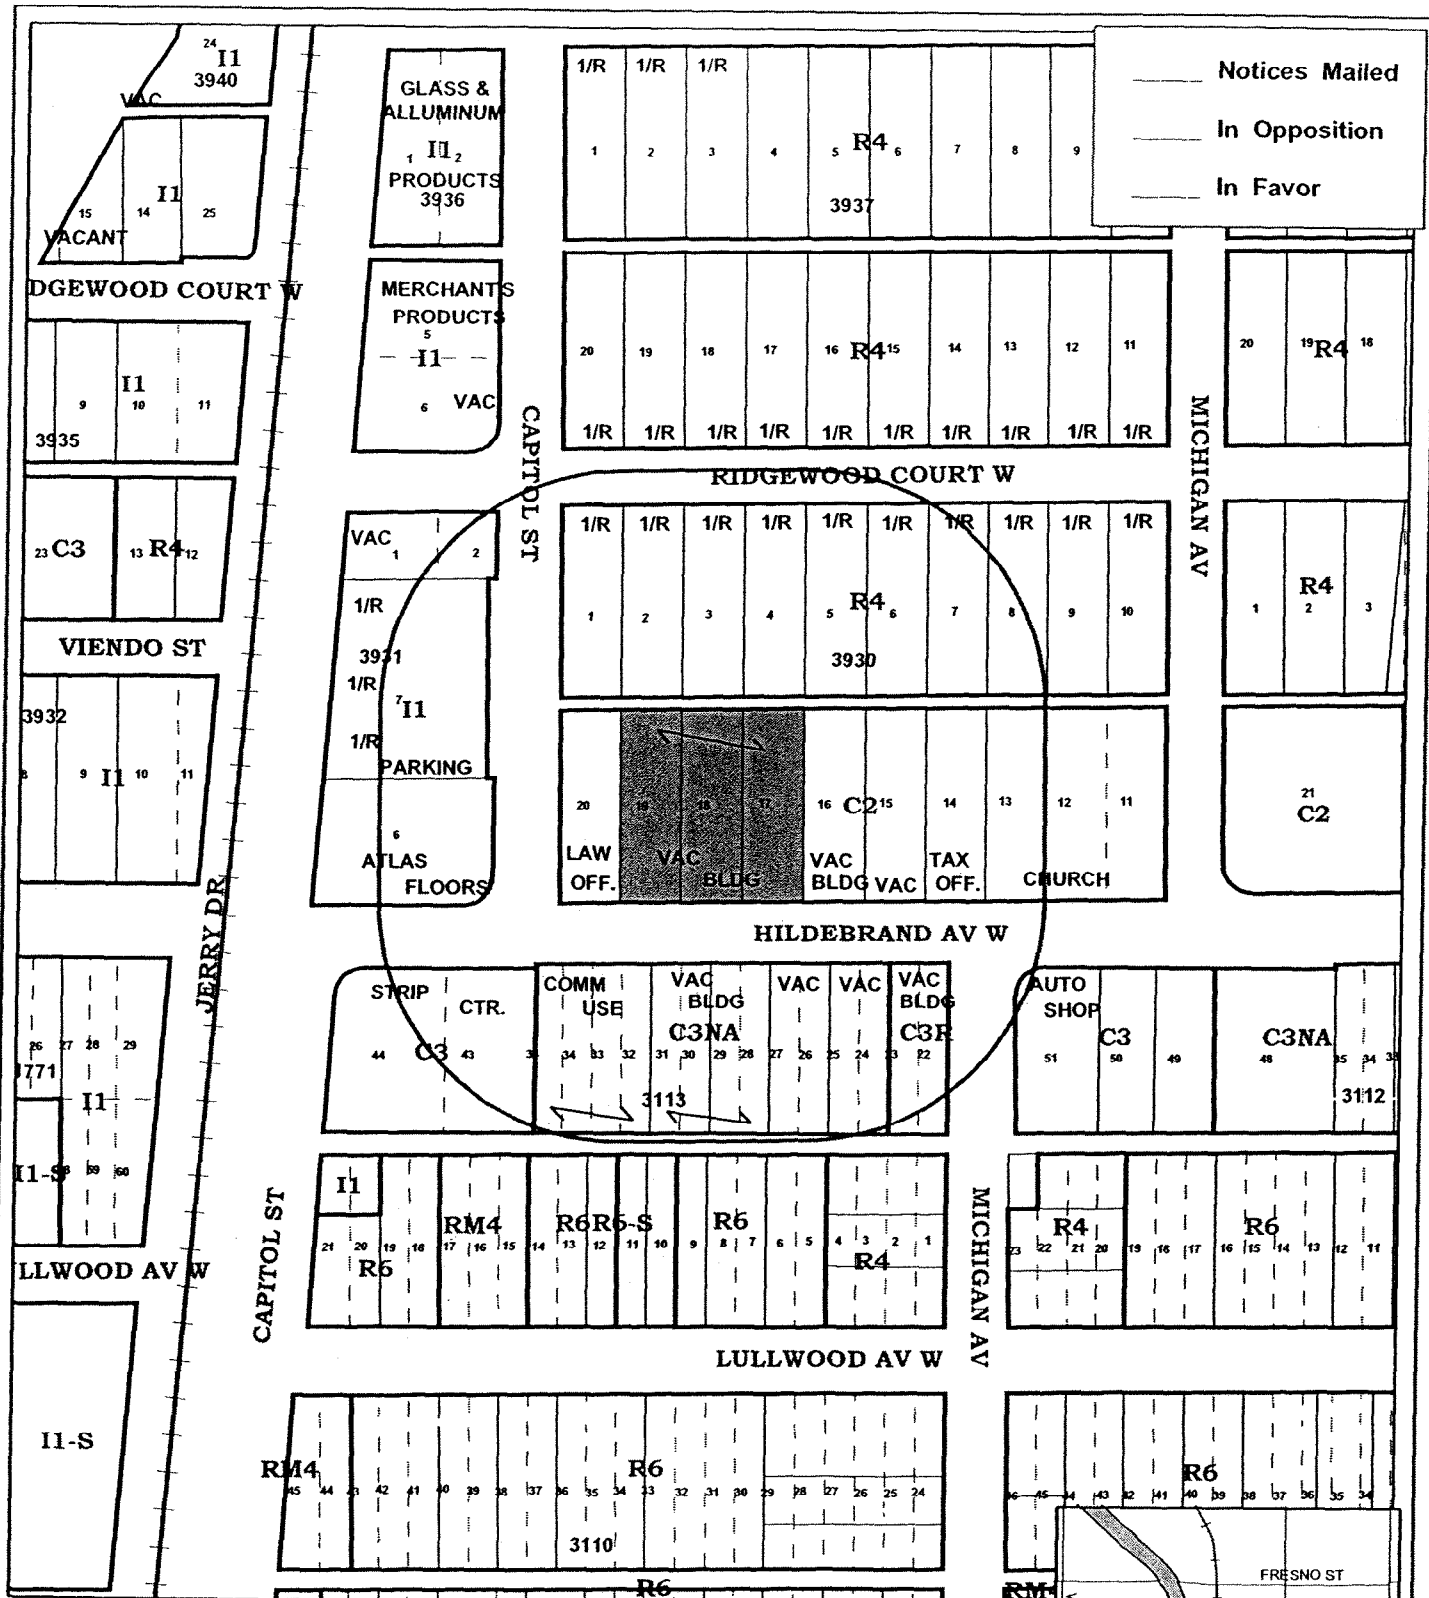 24 I1
3940
VAC
GLASS &
ALLUMINUM
1 I1 2
PRODUCTS
3936
1/R 1/R 1/R
1 2 3 4 5 R4 6 7 8 9
3937
Notices Mailed
In Opposition
In Favor
I1
15 14 25
VACANT
DGEWOOD COURT W
MERCHANT'S
PRODUCTS
5
I1
6 VAC
20 19 18 17 16 R4 15 14 13 12 11
1/R 1/R 1/R 1/R 1/R 1/R 1/R 1/R 1/R 1/R
20 19 R4 18
I1
9 10 11
3935
CAPITOL ST
MICHIGAN AV
RIDGEWOOD COURT W
23 C3 13 R4 12
VIENDO ST
VAC 1 2
1/R
3931
1/R
7 I1
1/R
PARKING
6
ATLAS
FLOORS
1/R 1/R 1/R 1/R 1/R 1/R 1/R 1/R 1/R 1/R
1 2 3 4 5 R4 6 7 8 9 10
3930
R4
1 2 3
3932
8 9 I1 10 11
20 19 18 17 16 C2 15 14 13 12 11
LAW
OFF.
VAC
BLDG
VAC
BLDG
VAC
TAX
OFF.
CHURCH
21
C2
HILDEBRAND AV W
JERRY DR
STRIP
CTR.
COMM
USE
VAC
BLDG
VAC
VAC
VAC
BLDG
44 C3 43
C3NA
C3R
34 33 32 31 30 29 28 27 26 25 24 23 22
3113
AUTO
SHOP
C3
51 50 49
C3NA
48 35 34 33
3112
26 27 28 29
I1
I1-S
59 60
LLWOOD AV W
I1-S
CAPITOL ST
I1
RM4 R6 R6-S R6
21 20 19 18 17 16 15 14 13 12 11 10 9 8 7 6 5 4 3 2 1
R6
R4
MICHIGAN AV
R4 R6
23 22 21 20 19 18 17 16 15 14 13 12 11
LULLWOOD AV W
RM4
R6
45 44 43 42 41 40 39 38 37 36 35 34 33 32 31 30 29 28 27 26 25 24
3110
R6
R6
46 45 44 43 42 41 40 39 38 37 36 35 34
RM4
FRESNO ST